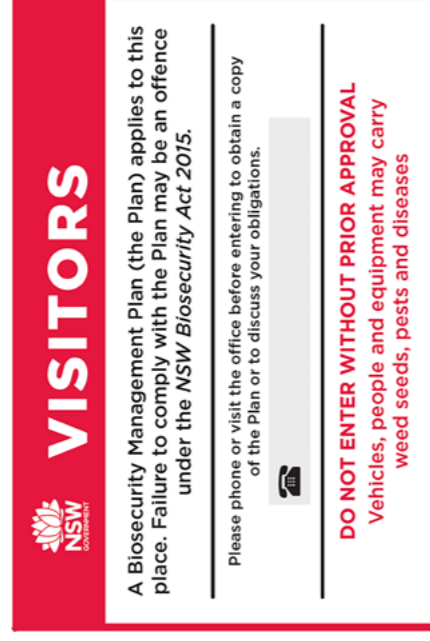 NSW
GOVERNMENT
VISITORS
A Biosecurity Management Plan (the Plan) applies to this
place. Failure to comply with the Plan may be an offence
under the NSW Biosecurity Act 2015.
Please phone or visit the office before entering to obtain a copy
of the Plan or to discuss your obligations.
DO NOT ENTER WITHOUT PRIOR APPROVAL
Vehicles, people and equipment may carry
weed seeds, pests and diseases